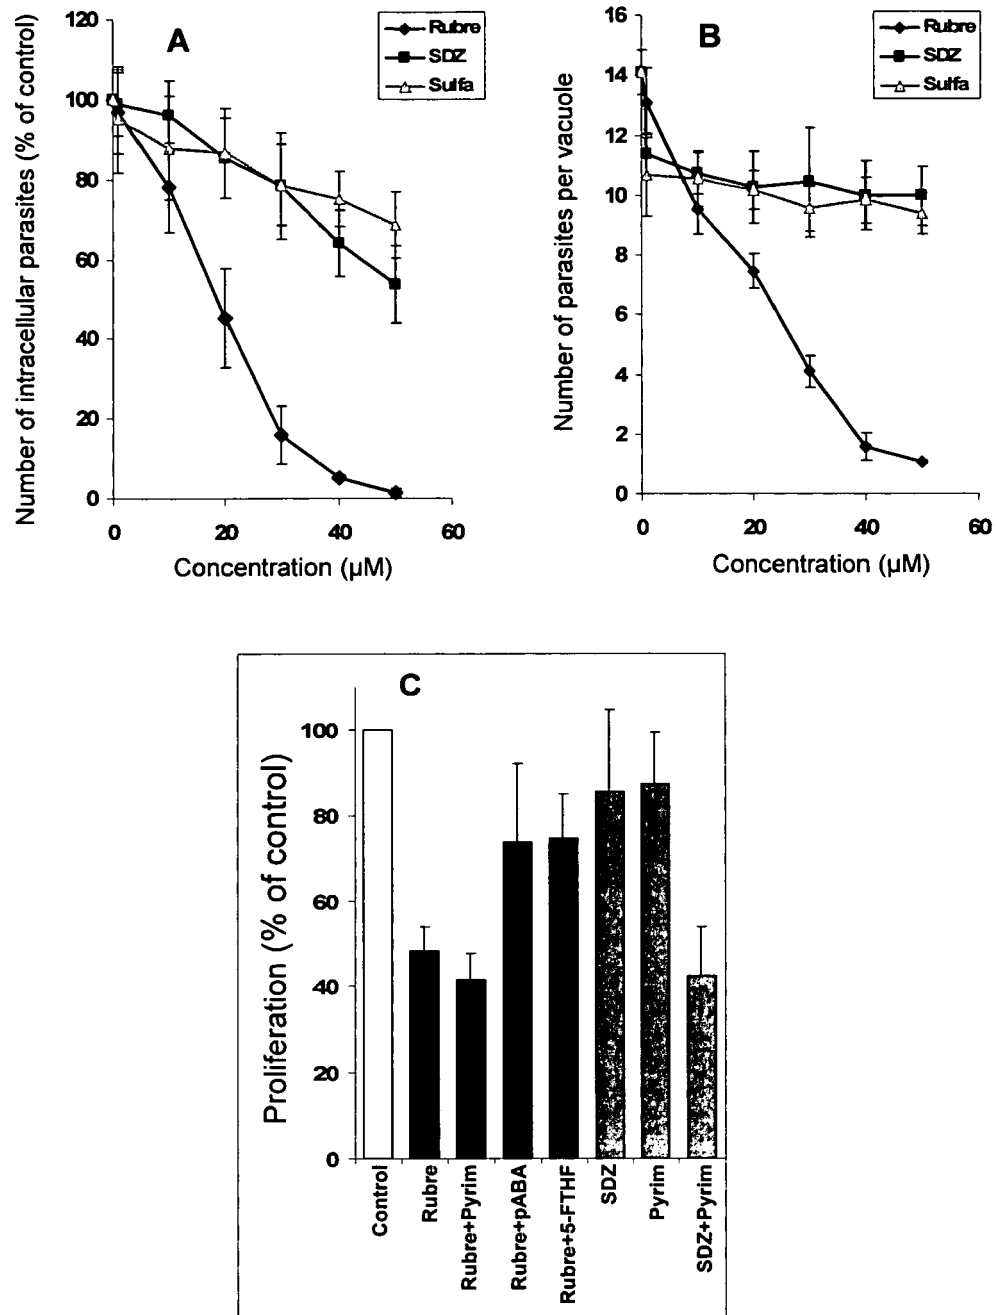 A
Rubre
SDZ
Sulfa
Number of intracellular parasites (% of control)
120
100
80
60
40
20
0
0 20 40 60
Concentration (µM)
B
Rubre
SDZ
Sulfa
Number of parasites per vacuole
16
14
12
10
8
6
4
2
0
0 20 40 60
Concentration (µM)
C
Proliferation (% of control)
100
80
60
40
20
0
Control
Rubre
Rubre+Pyrim
Rubre+pABA
Rubre+5-FTHF
SDZ
Pyrim
SDZ+Pyrim